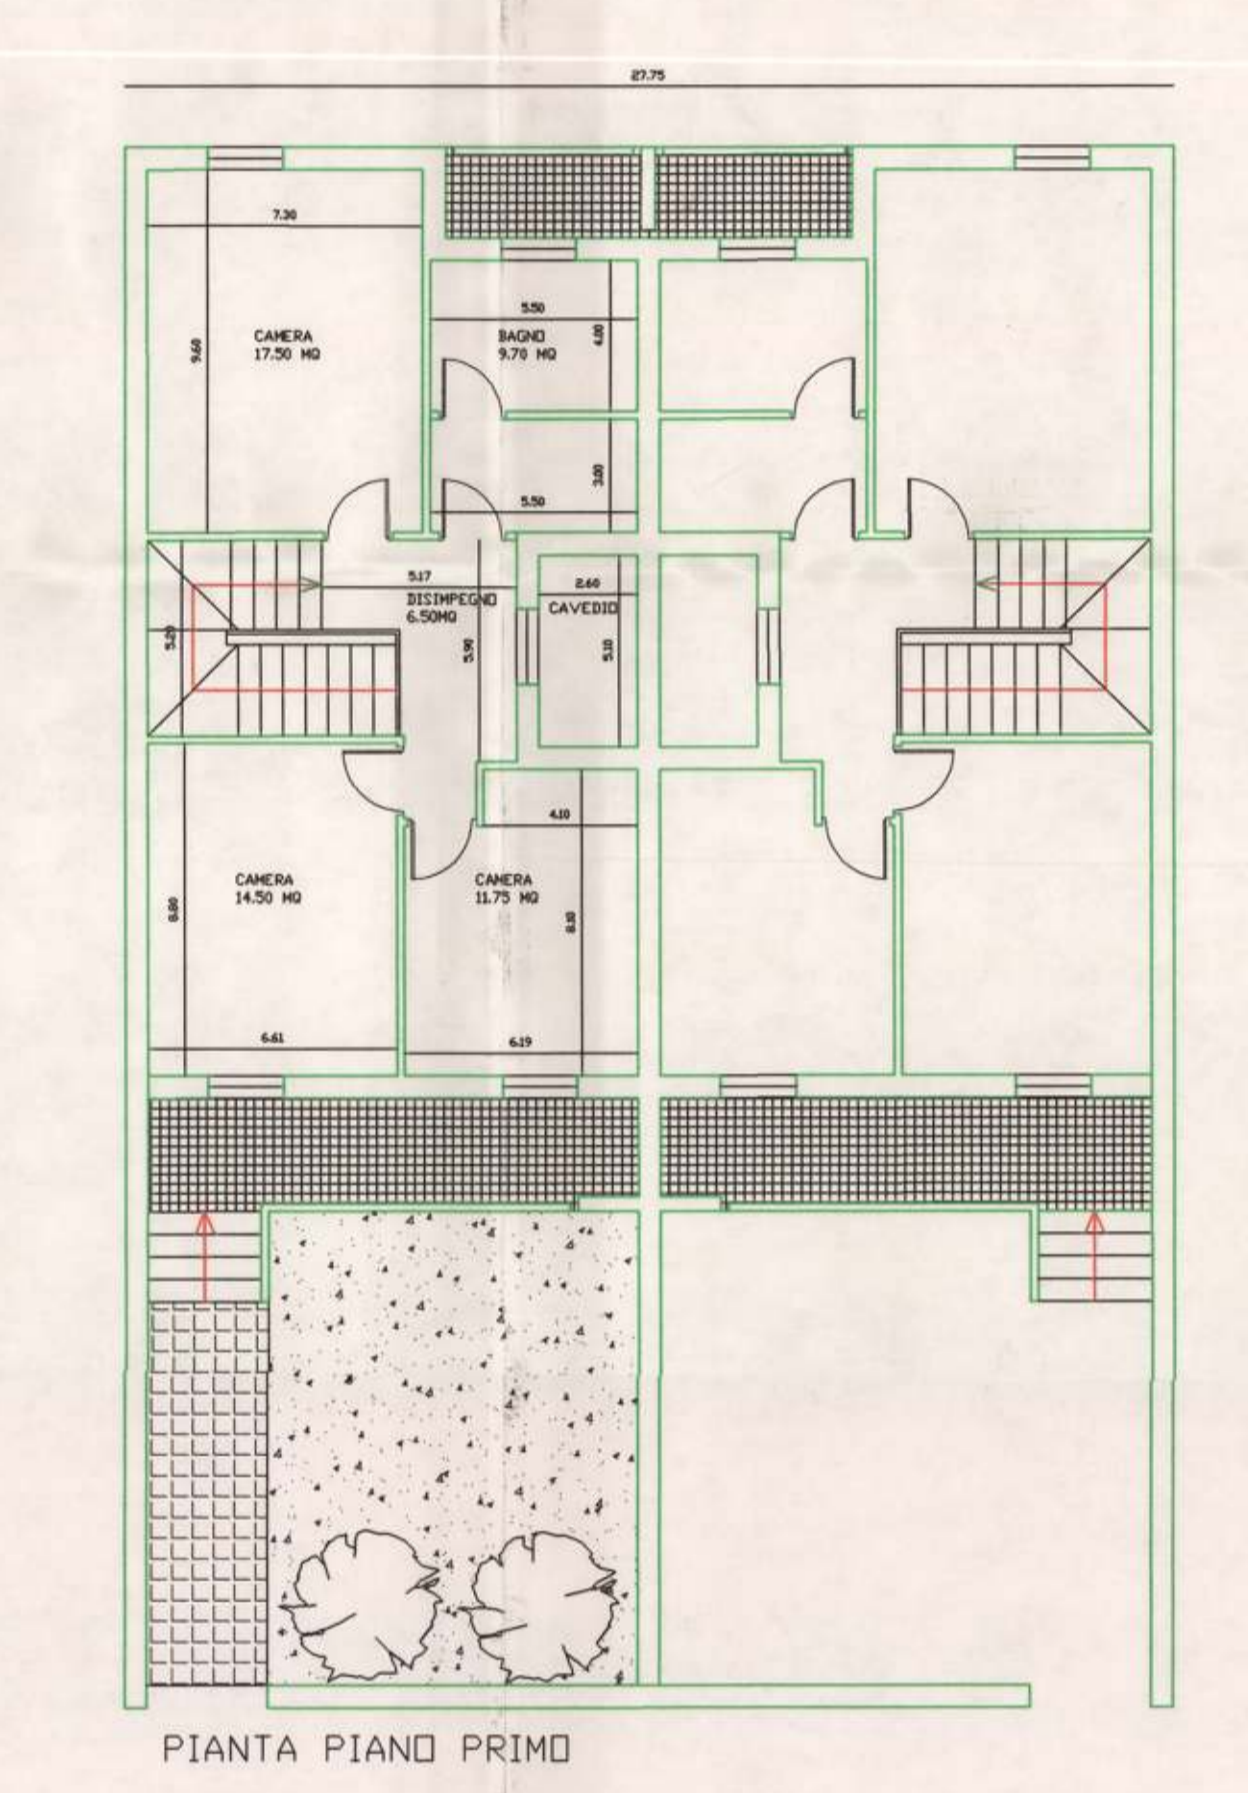 27.75
7.30
9.60
CAMERA
17.50 MQ
5.50
BAGNO
9.70 MQ
4.00
3.00
5.50
5.17
DISIMPEGNO
6.50MQ
5.20
5.90
2.60
CAVEDIO
5.10
4.10
CAMERA
14.50 MQ
CAMERA
11.75 MQ
8.80
8.10
6.61
6.19
PIANTA PIANO PRIMO